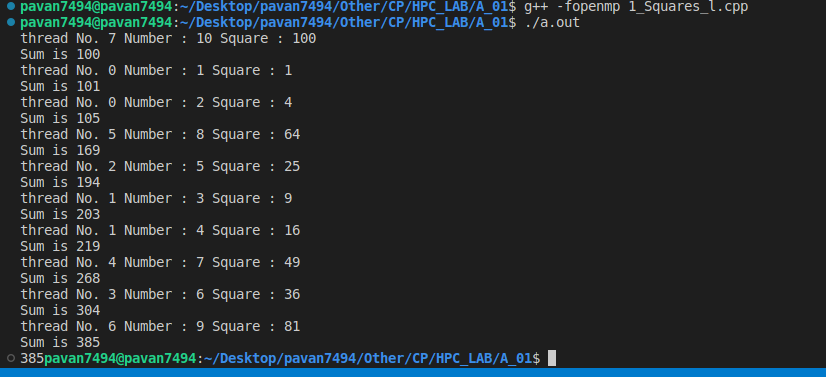 pavan7494@pavan7494:~/Desktop/pavan7494/Other/CP/HPC_LAB/A_01$ g++ -fopenmp 1_Squares_l.cpp
pavan7494@pavan7494:~/Desktop/pavan7494/Other/CP/HPC_LAB/A_01$ ./a.out
thread No. 7 Number : 10 Square : 100
Sum is 100
thread No. 0 Number : 1 Square : 1
Sum is 101
thread No. 0 Number : 2 Square : 4
Sum is 105
thread No. 5 Number : 8 Square : 64
Sum is 169
thread No. 2 Number : 5 Square : 25
Sum is 194
thread No. 1 Number : 3 Square : 9
Sum is 203
thread No. 1 Number : 4 Square : 16
Sum is 219
thread No. 4 Number : 7 Square : 49
Sum is 268
thread No. 3 Number : 6 Square : 36
Sum is 304
thread No. 6 Number : 9 Square : 81
Sum is 385
385pavan7494@pavan7494:~/Desktop/pavan7494/Other/CP/HPC_LAB/A_01$